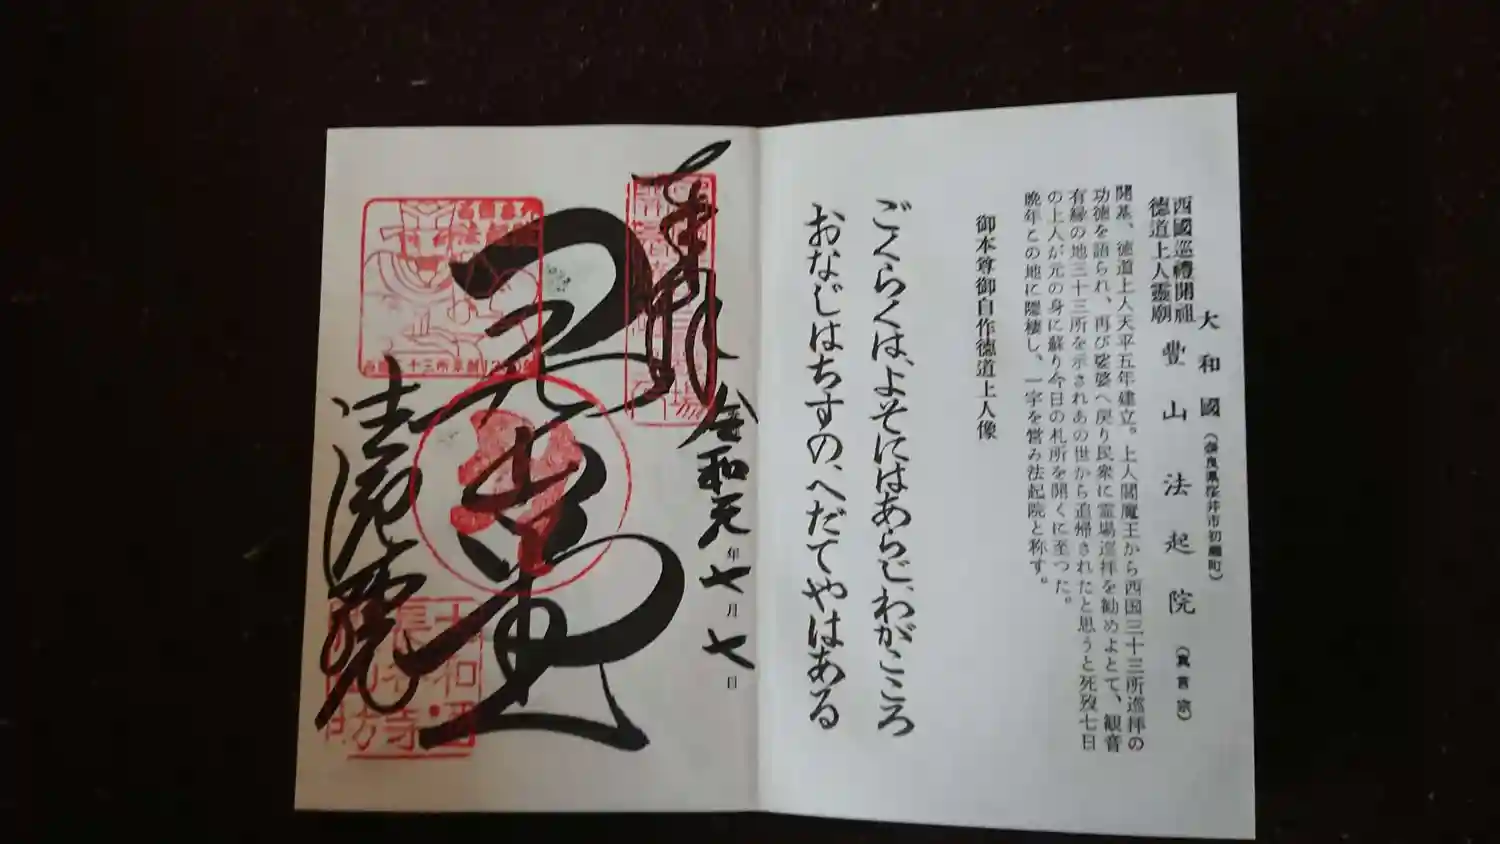 大和國（奈良県桜井市初瀬町）
西國巡禮開祖
德道上人靈廟
豊山法起院（真言宗）
開基、徳道上人天平五年建立。上人閻魔王から西国三十三所巡拝の
功徳を語られ、再び娑婆へ戻り民衆に霊場巡拝を勧めよとて、観音
有縁の地三十三所を示されあの世から追帰されたと思うと死歿七日
の上人が元の身に蘇り今日の札所を開くに至つた。
晩年この地に隠棲し、一宇を営み法起院と称す。
御本尊御自作徳道上人像
ごくらくは、よそにはあらじ、わがこころ
おなじはちすの、へだてやはある
奉拝
令和元年七月七日
法起院